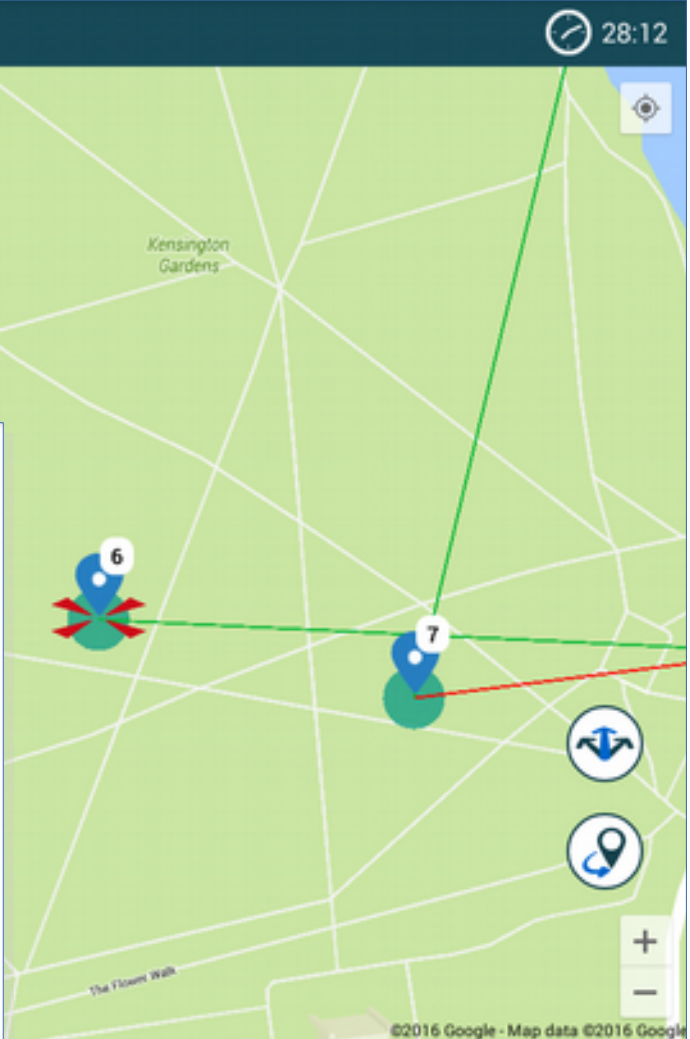 28:12
Kensington
Gardens
6
7
The Flower Walk
+
−
©2016 Google - Map data ©2016 Google